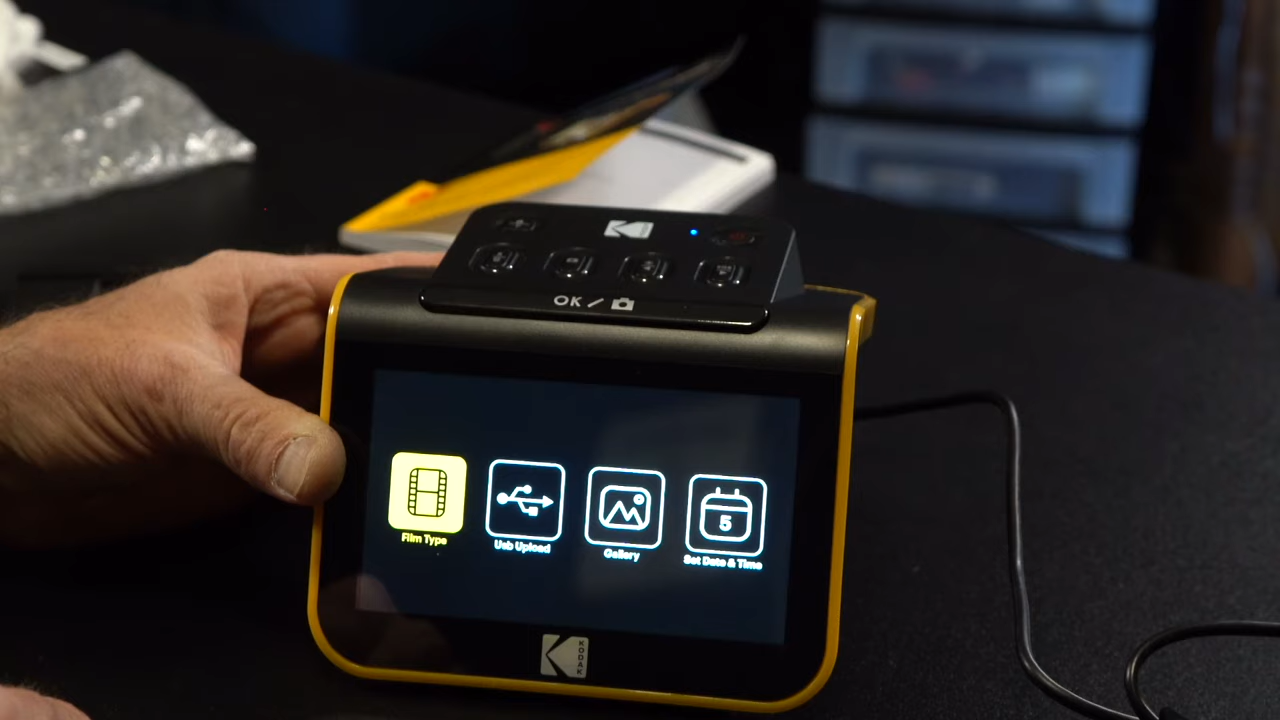 OK /
Film Type
Usb Upload
Gallery
5
Set Date & Time
KODAK